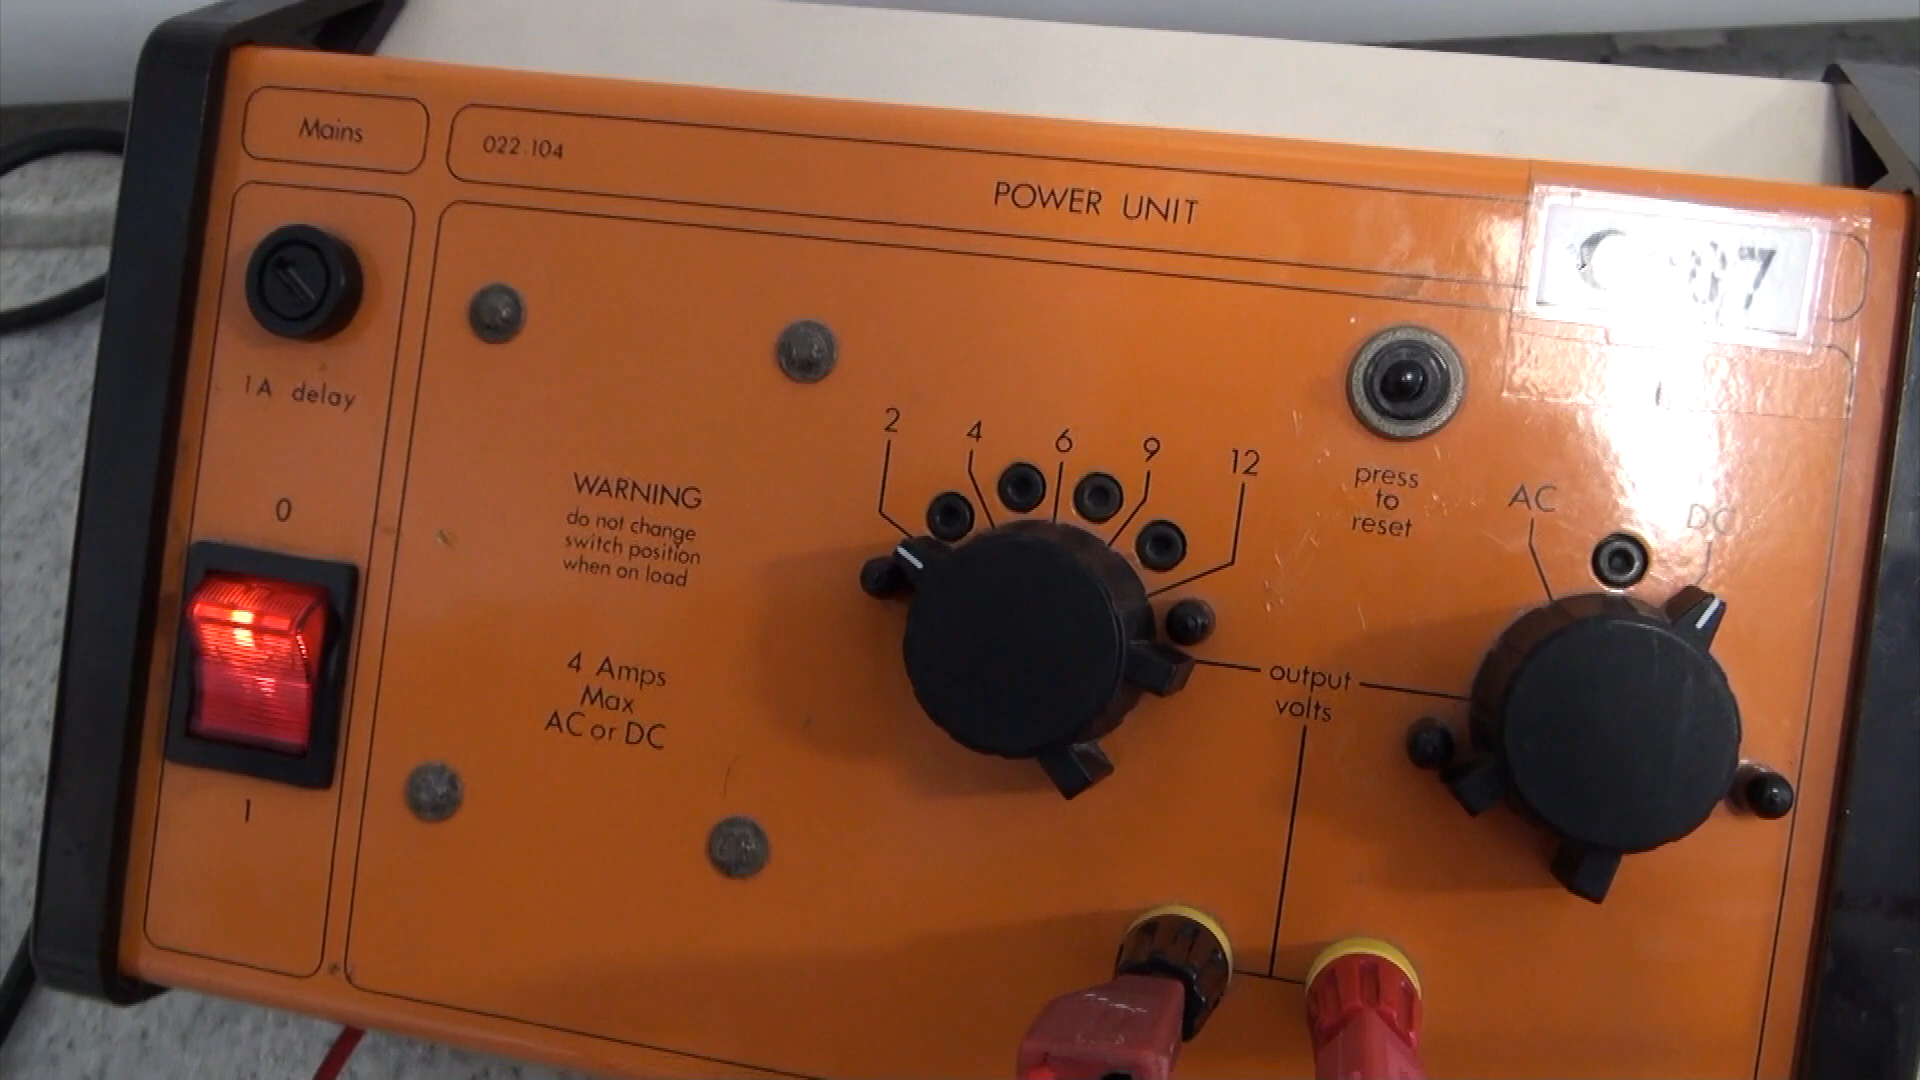 Mains
022.104
POWER UNIT
07
1A delay
0
1
WARNING
do not change
switch position
when on load
4 Amps
Max
AC or DC
2 4 6 9 12
press
to
reset
AC DC
output
volts